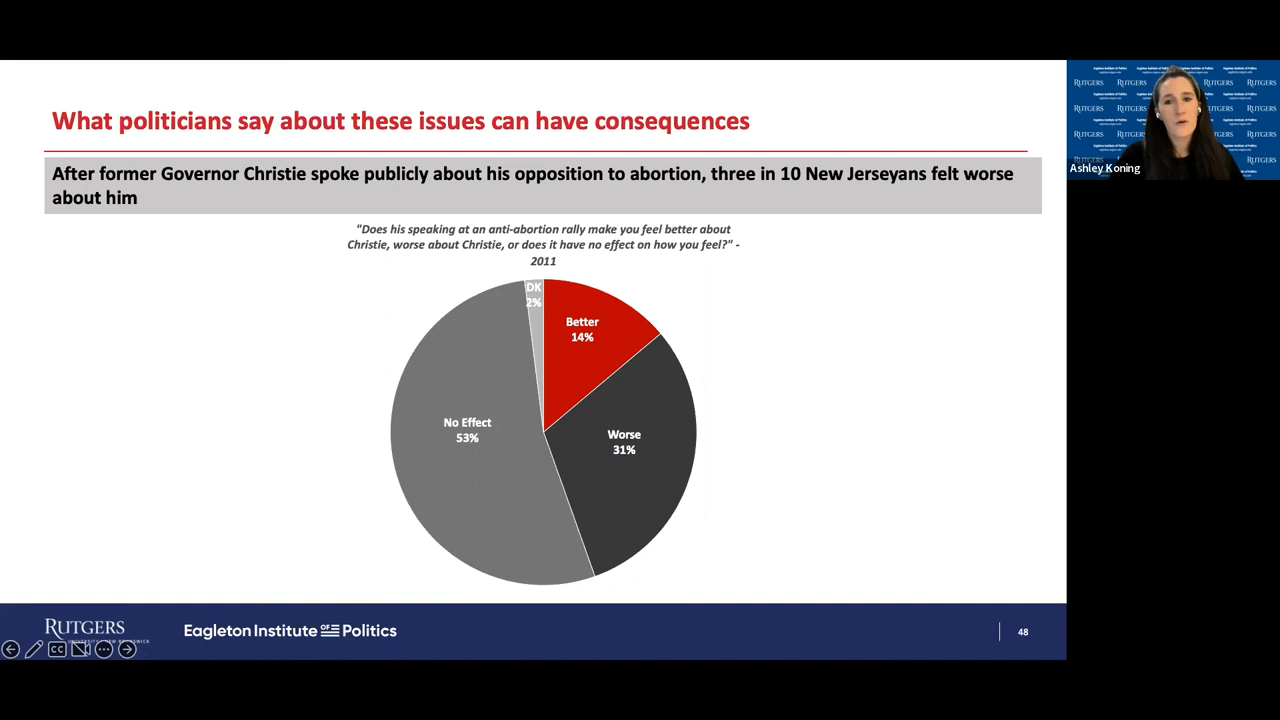 What politicians say about these issues can have consequences
After former Governor Christie spoke publicly about his opposition to abortion, three in 10 New Jerseyans felt worse
about him
"Does his speaking at an anti-abortion rally make you feel better about
Christie, worse about Christie, or does it have no effect on how you feel?" -
2011
DK
2%
Better
14%
No Effect
53%
Worse
31%
RUTGERS
Eagleton Institute OF Politics
48
CC
RUTGERS
Ashley Koning